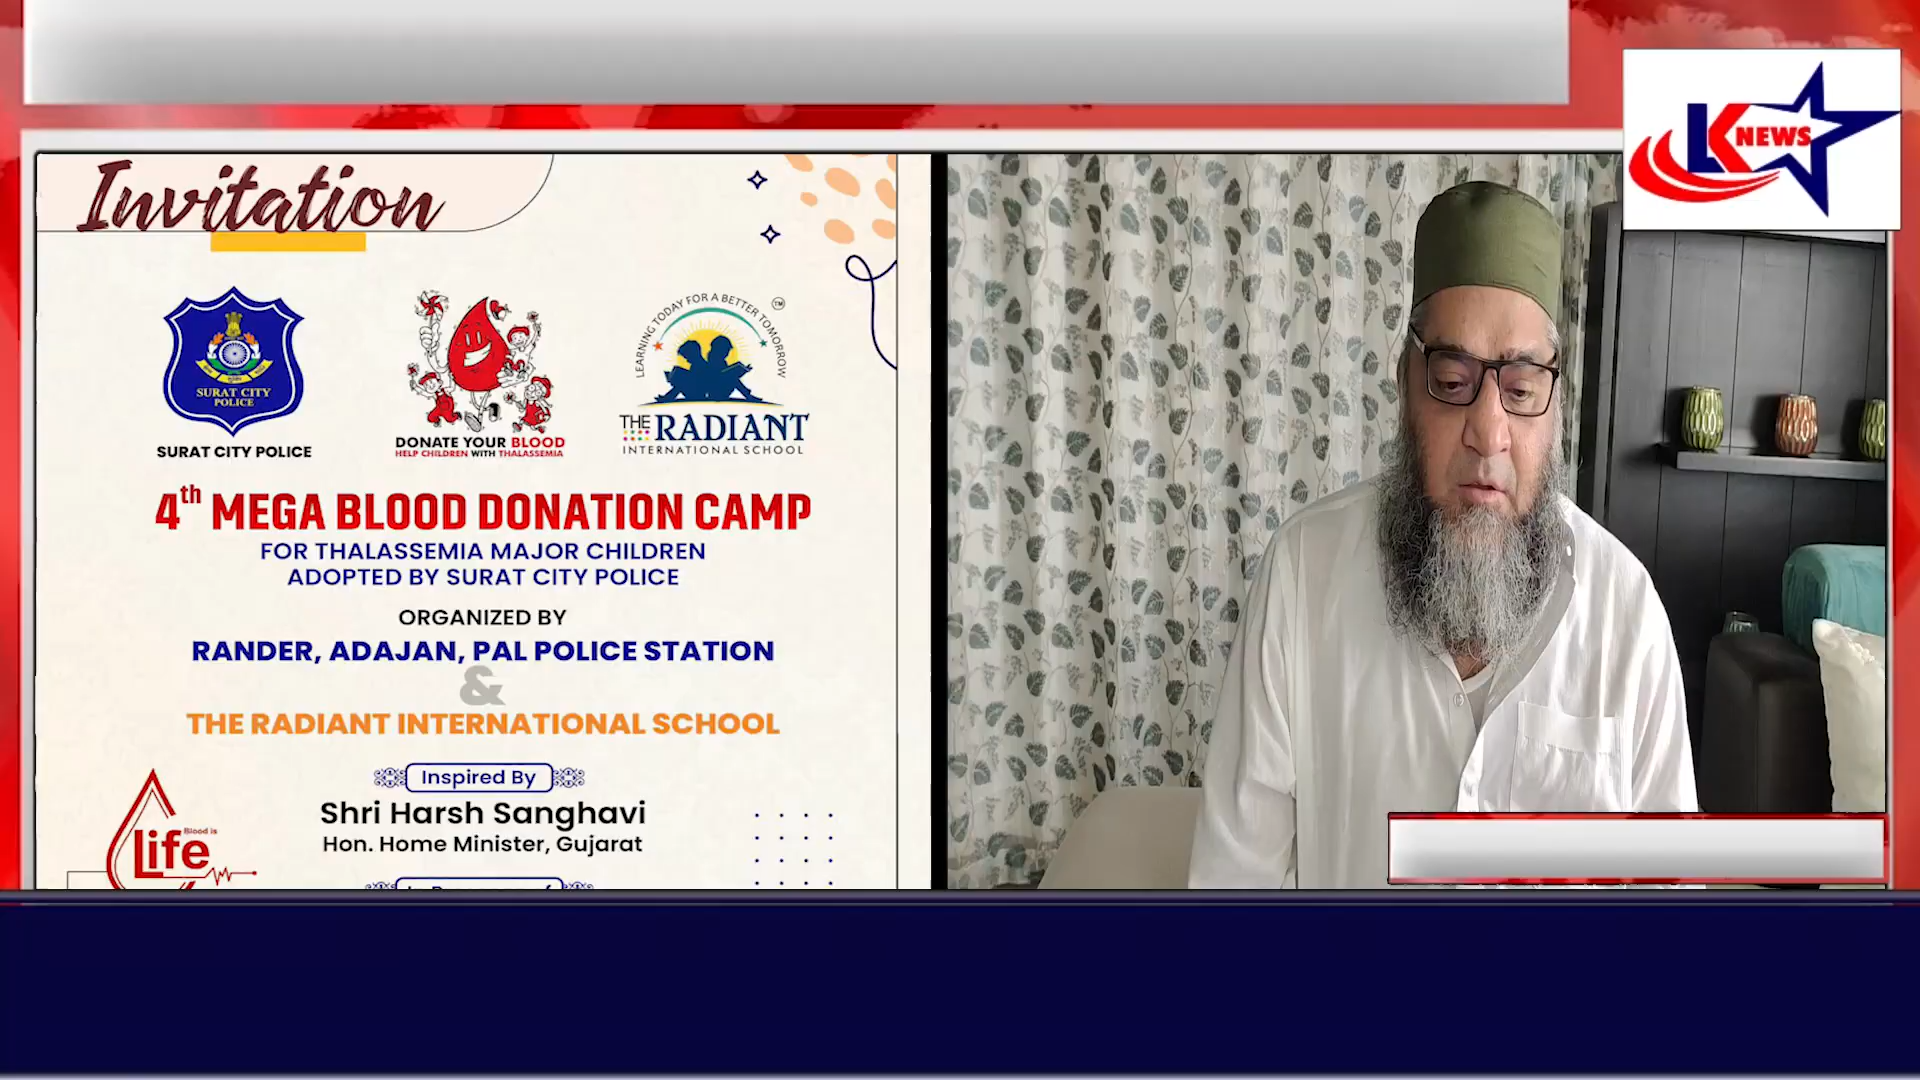 LK NEWS
Invitation
LEARNING TODAY FOR A BETTER TOMORROW
TM
SURAT CITY
POLICE
SURAT CITY POLICE
DONATE YOUR BLOOD
HELP CHILDREN WITH THALASSEMIA
THE RADIANT
INTERNATIONAL SCHOOL
4th MEGA BLOOD DONATION CAMP
FOR THALASSEMIA MAJOR CHILDREN
ADOPTED BY SURAT CITY POLICE
ORGANIZED BY
RANDER, ADAJAN, PAL POLICE STATION
&
THE RADIANT INTERNATIONAL SCHOOL
Inspired By
Shri Harsh Sanghavi
Hon. Home Minister, Gujarat
Blood is
Life